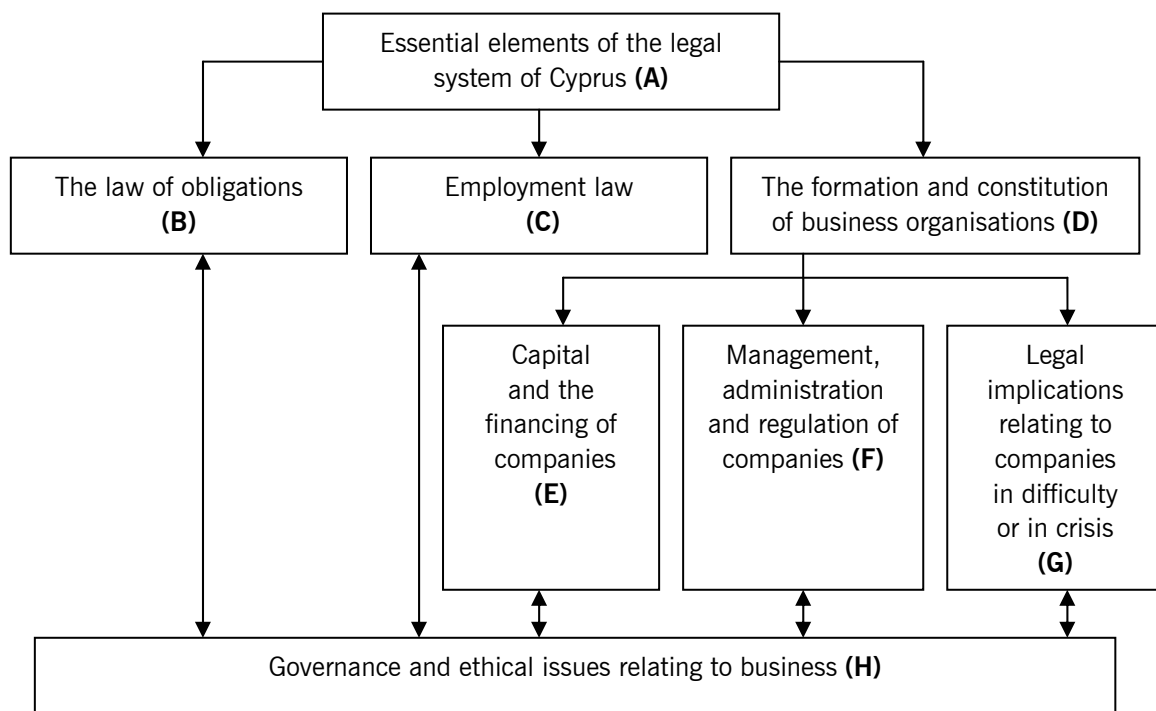 Essential elements of the legal
system of Cyprus (A)
The law of obligations
(B)
Employment law
(C)
The formation and constitution
of business organisations (D)
Capital
and the
financing of
companies
(E)
Management,
administration
and regulation of
companies (F)
Legal
implications
relating to
companies
in difficulty
or in crisis
(G)
Governance and ethical issues relating to business (H)